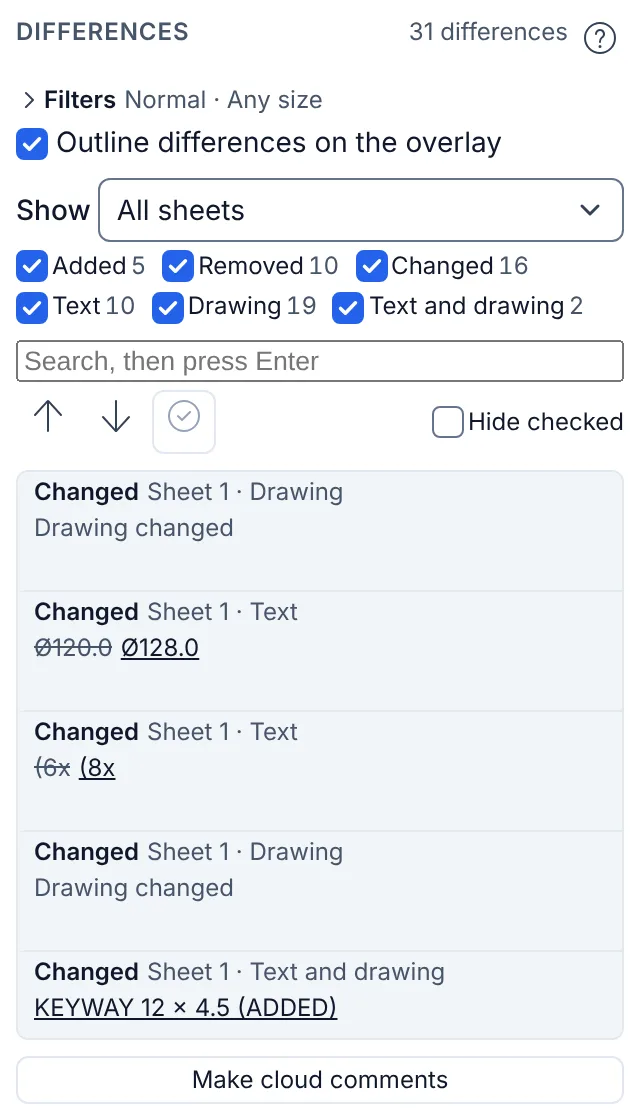 DIFFERENCES 31 differences ?
Filters Normal · Any size
Outline differences on the overlay
Show All sheets
Added 5 Removed 10 Changed 16
Text 10 Drawing 19 Text and drawing 2
Search, then press Enter
Hide checked
Changed Sheet 1 · Drawing
Drawing changed
Changed Sheet 1 · Text
Ø120.0 Ø128.0
Changed Sheet 1 · Text
(6x (8x
Changed Sheet 1 · Drawing
Drawing changed
Changed Sheet 1 · Text and drawing
KEYWAY 12 × 4.5 (ADDED)
Make cloud comments